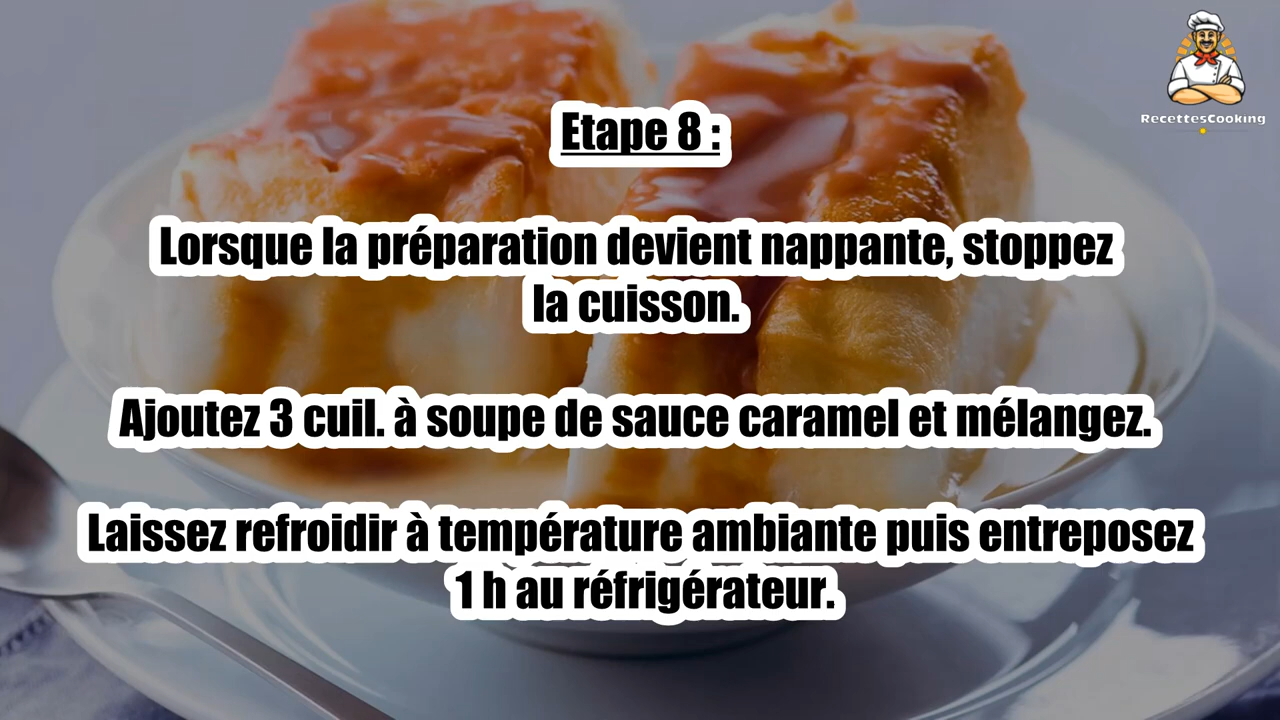 RecettesCooking
Etape 8 :
Lorsque la préparation devient nappante, stoppez
la cuisson.
Ajoutez 3 cuil. à soupe de sauce caramel et mélangez.
Laissez refroidir à température ambiante puis entreposez
1 h au réfrigérateur.